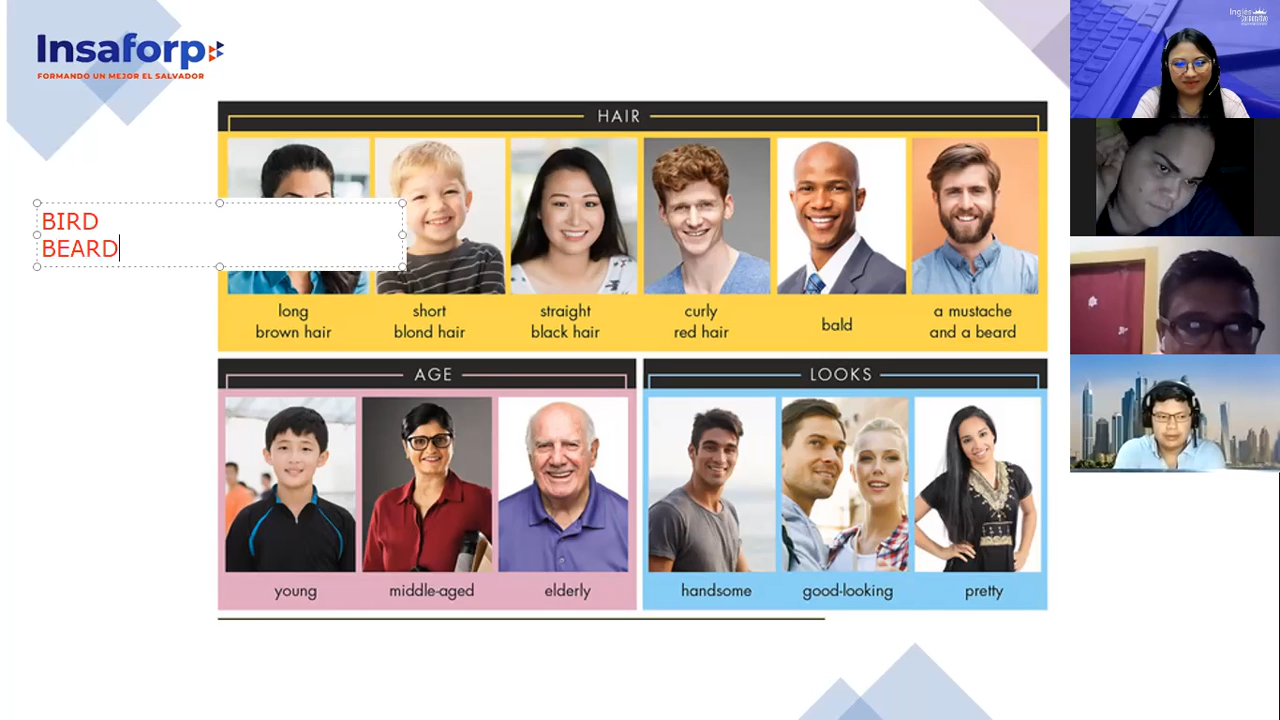 Insaforp
FORMANDO UN MEJOR EL SALVADOR
Inglés
HAIR
BIRD
BEARD
long
brown hair
short
blond hair
straight
black hair
curly
red hair
bald
a mustache
and a beard
AGE
LOOKS
young
middle-aged
elderly
handsome
good-looking
pretty